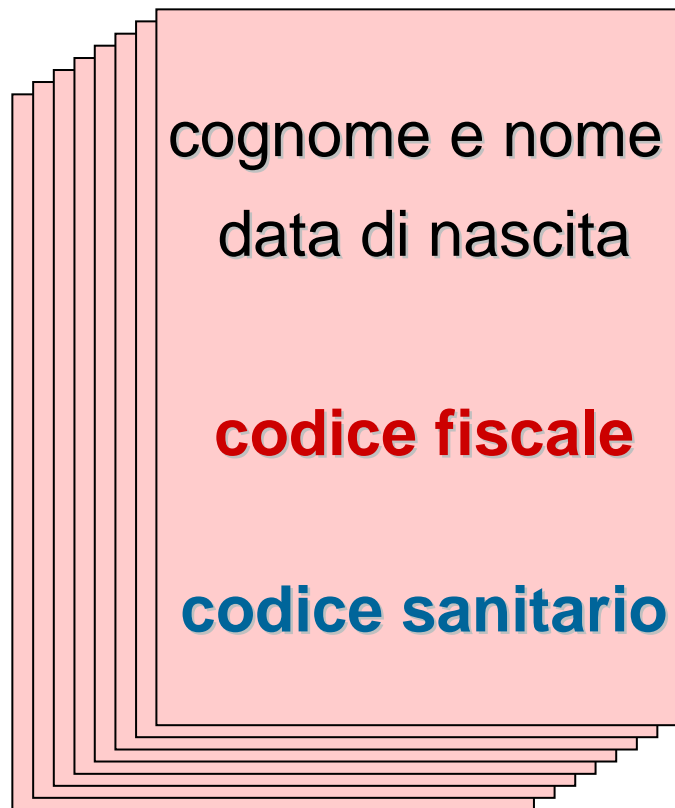 cognome e nome
data di nascita
codice fiscale
codice sanitario